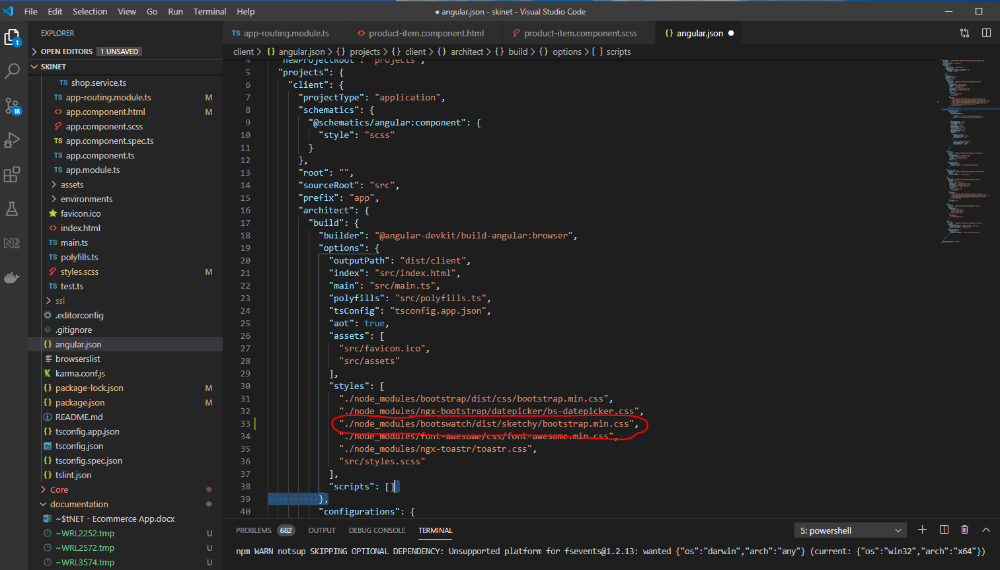 File Edit Selection View Go Run Terminal Help
● angular.json - skinet - Visual Studio Code
EXPLORER
OPEN EDITORS 1 UNSAVED
SKINET
TS shop.service.ts
TS app-routing.module.ts M
<> app.component.html M
app.component.scss
TS app.component.spec.ts
TS app.component.ts
TS app.module.ts
assets
environments
favicon.ico
<> index.html
TS main.ts
TS polyfills.ts
styles.scss M
TS test.ts
ssl
.editorconfig
.gitignore
{} angular.json
browserslist
karma.conf.js
{} package-lock.json M
{} package.json M
README.md
{} tsconfig.app.json
TS tsconfig.json
{} tsconfig.spec.json
{} tslint.json
Core
documentation
~$tNET - Ecommerce App.docx
~WRL2252.tmp U
~WRL2572.tmp U
~WRL3574.tmp U
1
18
TS app-routing.module.ts
<> product-item.component.html
product-item.component.scss
{} angular.json ●
client > {} angular.json > {} projects > {} client > {} architect > {} build > {} options > [ ] scripts
4 "newProjectRoot": "projects",
5 "projects": {
6 "client": {
7 "projectType": "application",
8 "schematics": {
9 "@schematics/angular:component": {
10 "style": "scss"
11 }
12 },
13 "root": "",
14 "sourceRoot": "src",
15 "prefix": "app",
16 "architect": {
17 "build": {
18 "builder": "@angular-devkit/build-angular:browser",
19 "options": {
20 "outputPath": "dist/client",
21 "index": "src/index.html",
22 "main": "src/main.ts",
23 "polyfills": "src/polyfills.ts",
24 "tsConfig": "tsconfig.app.json",
25 "aot": true,
26 "assets": [
27 "src/favicon.ico",
28 "src/assets"
29 ],
30 "styles": [
31 "./node_modules/bootstrap/dist/css/bootstrap.min.css",
32 "./node_modules/ngx-bootstrap/datepicker/bs-datepicker.css",
33 "./node_modules/bootswatch/dist/sketchy/bootstrap.min.css",
34 "./node_modules/font-awesome/css/font-awesome.min.css",
35 "./node_modules/ngx-toastr/toastr.css",
36 "src/styles.scss"
37 ],
38 "scripts": []
39 },
40 "configurations": {
PROBLEMS 682 OUTPUT DEBUG CONSOLE TERMINAL
5: powershell
npm WARN notsup SKIPPING OPTIONAL DEPENDENCY: Unsupported platform for fsevents@1.2.13: wanted {"os":"darwin","arch":"any"} (current: {"os":"win32","arch":"x64"})